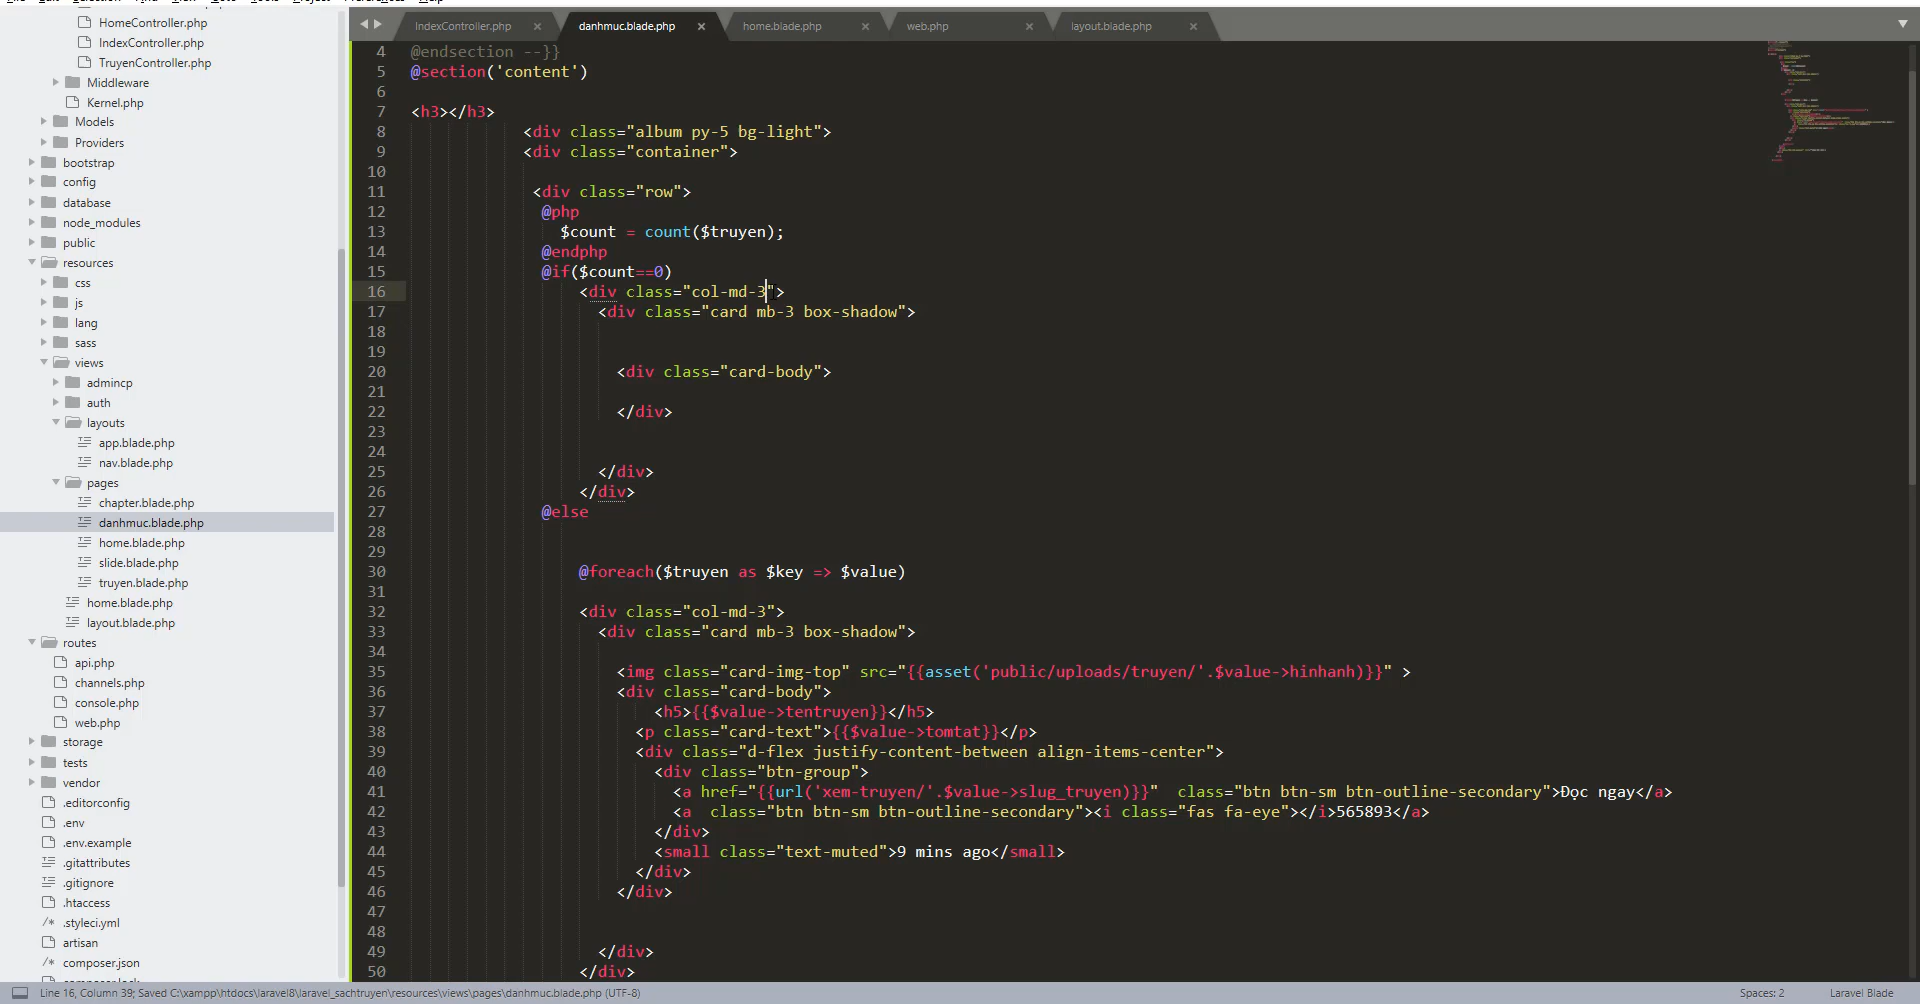 HomeController.php
IndexController.php
TruyenController.php
Middleware
Kernel.php
Models
Providers
bootstrap
config
database
node_modules
public
resources
css
js
lang
sass
views
admincp
auth
layouts
app.blade.php
nav.blade.php
pages
chapter.blade.php
danhmuc.blade.php
home.blade.php
slide.blade.php
truyen.blade.php
home.blade.php
layout.blade.php
routes
api.php
channels.php
console.php
web.php
storage
tests
vendor
.editorconfig
.env
.env.example
.gitattributes
.gitignore
.htaccess
.styleci.yml
artisan
composer.json
IndexController.php × danhmuc.blade.php × home.blade.php × web.php × layout.blade.php ×
4 @endsection --}}
5 @section('content')
6
7 <h3></h3>
8 <div class="album py-5 bg-light">
9 <div class="container">
10
11 <div class="row">
12 @php
13 $count = count($truyen);
14 @endphp
15 @if($count==0)
16 <div class="col-md-3">
17 <div class="card mb-3 box-shadow">
18
19
20 <div class="card-body">
21
22 </div>
23
24
25 </div>
26 </div>
27 @else
28
29
30 @foreach($truyen as $key => $value)
31
32 <div class="col-md-3">
33 <div class="card mb-3 box-shadow">
34
35 <img class="card-img-top" src="{{asset('public/uploads/truyen/'.$value->hinhanh)}}" >
36 <div class="card-body">
37 <h5>{{$value->tentruyen}}</h5>
38 <p class="card-text">{{$value->tomtat}}</p>
39 <div class="d-flex justify-content-between align-items-center">
40 <div class="btn-group">
41 <a href="{{url('xem-truyen/'.$value->slug_truyen)}}"  class="btn btn-sm btn-outline-secondary">Đọc ngay</a>
42 <a  class="btn btn-sm btn-outline-secondary"><i class="fas fa-eye"></i>565893</a>
43 </div>
44 <small class="text-muted">9 mins ago</small>
45 </div>
46 </div>
47
48
49 </div>
50 </div>
Line 16, Column 39; Saved C:\xampp\htdocs\laravel8\laravel_sachtruyen\resources\views\pages\danhmuc.blade.php (UTF-8)
Spaces: 2
Laravel Blade